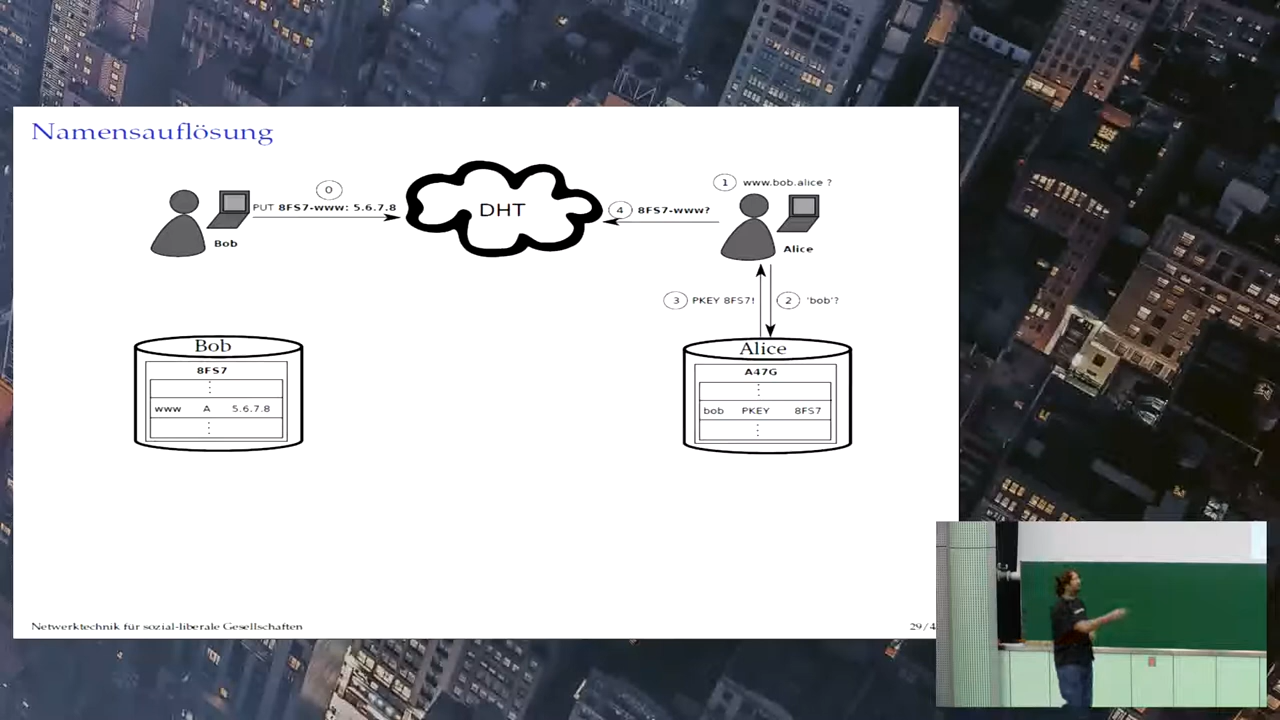 Namensauflösung
0
PUT 8FS7-www: 5.6.7.8
Bob
DHT
1 www.bob.alice ?
4 8FS7-www?
Alice
3 PKEY 8FS7!
2 'bob'?
Bob
8FS7
www A 5.6.7.8
Alice
A47G
bob PKEY 8FS7
Netwerktechnik für sozial-liberale Gesellschaften
29/4